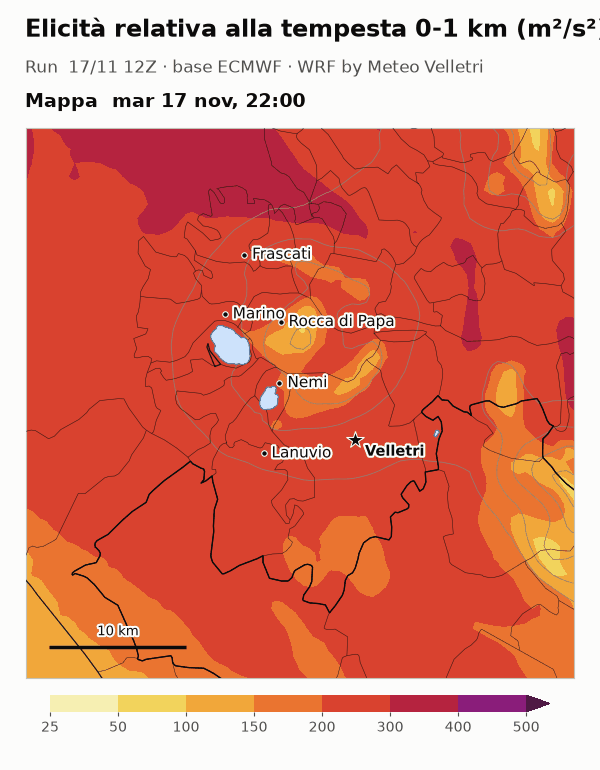 Elicità relativa alla tempesta 0-1 km (m²/s²)
Run  17/11 12Z · base ECMWF · WRF by Meteo Velletri
Mappa  mar 17 nov, 22:00
Frascati
Marino
Rocca di Papa
Nemi
Velletri
Lanuvio
10 km
25 50 100 150 200 300 400 500